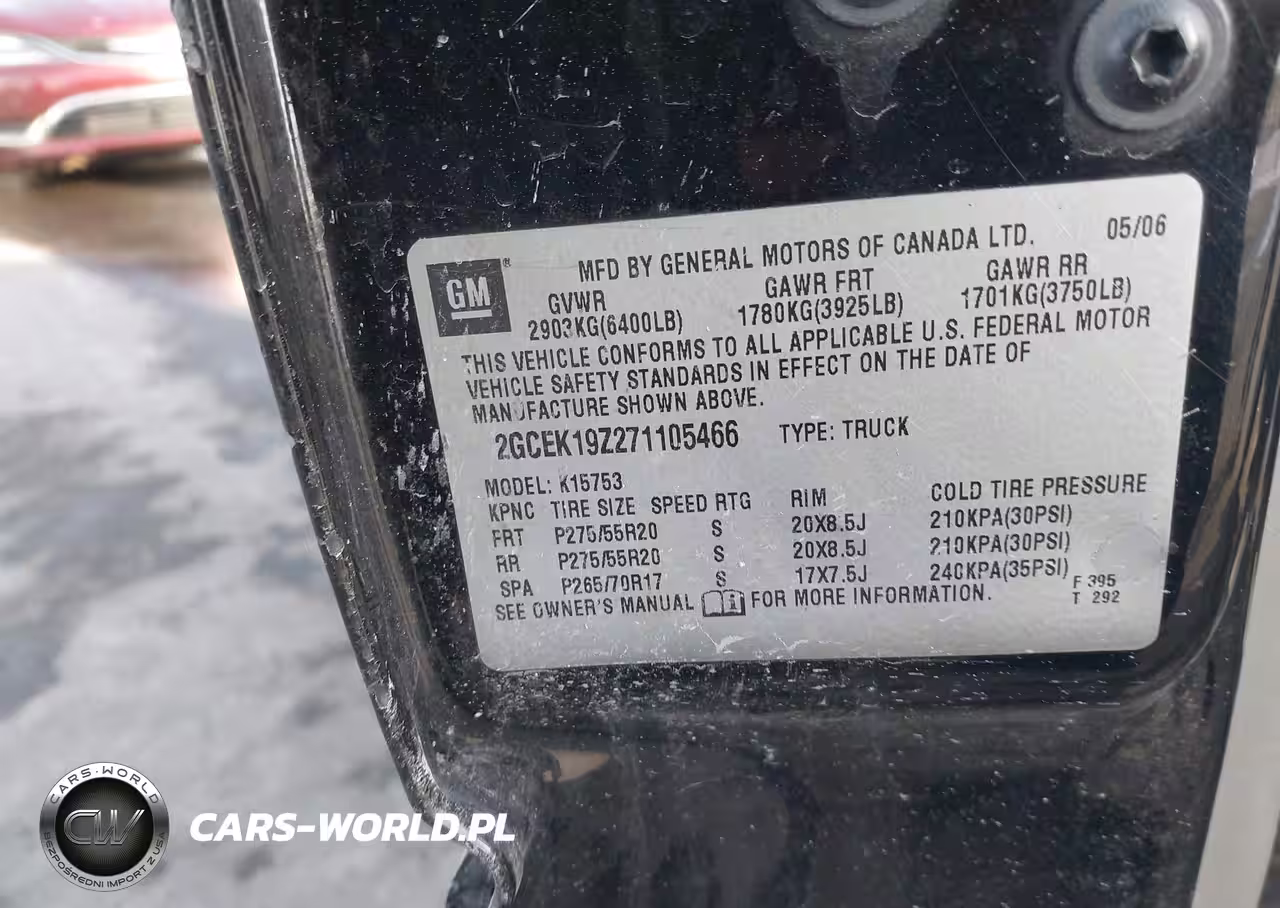 05/06
GM®
MFD BY GENERAL MOTORS OF CANADA LTD.
GVWR GAWR FRT GAWR RR
2903KG(6400LB) 1780KG(3925LB) 1701KG(3750LB)
THIS VEHICLE CONFORMS TO ALL APPLICABLE U.S. FEDERAL MOTOR
VEHICLE SAFETY STANDARDS IN EFFECT ON THE DATE OF
MANUFACTURE SHOWN ABOVE.
2GCEK19Z271105466 TYPE: TRUCK
MODEL: K15753
KPNC TIRE SIZE SPEED RTG RIM COLD TIRE PRESSURE
FRT P275/55R20 S 20X8.5J 210KPA(30PSI)
RR P275/55R20 S 20X8.5J 210KPA(30PSI)
SPA P265/70R17 S 17X7.5J 240KPA(35PSI)
SEE OWNER'S MANUAL FOR MORE INFORMATION.
F 395
T 292
CARS-WORLD
CW
BEZPOŚREDNI IMPORT Z USA
CARS-WORLD.PL